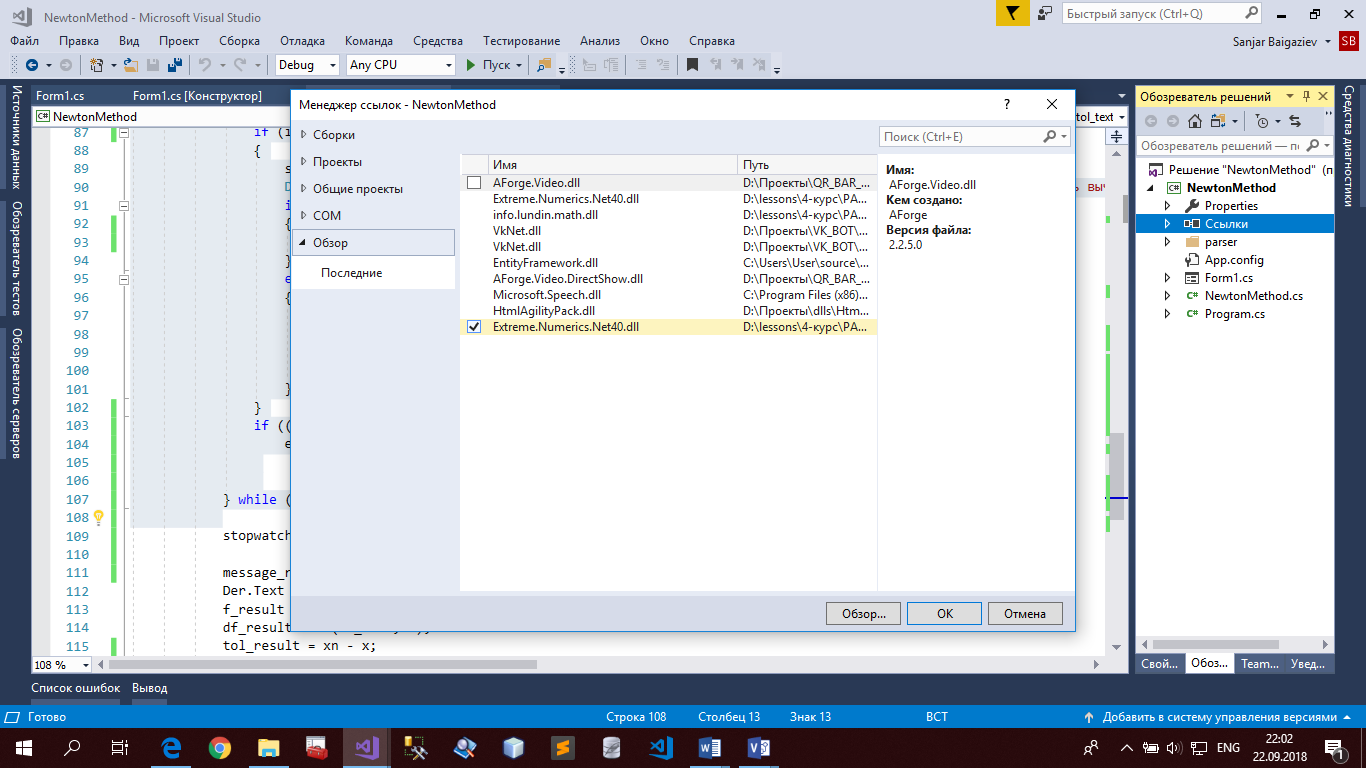 NewtonMethod - Microsoft Visual Studio
Быстрый запуск (Ctrl+Q)
Файл Правка Вид Проект Сборка Отладка Команда Средства Тестирование Анализ Окно Справка
Sanjar Baigaziev SB
Debug Any CPU Пуск
Источники данных
Обозреватель тестов
Обозреватель серверов
Form1.cs Form1.cs [Конструктор]
NewtonMethod
tol_text
87 if (i
88 {
89 s
90 D
ь выч
91 i
92 {
93
94 }
95 e
96 {
97
98
99
100
101 }
102 }
103 if ((
104 e
105
106
107 } while (
108
109 stopwatch
110
111 message_r
112 Der.Text
113 f_result
114
115 tol_result = xn - x;
108 %
Менеджер ссылок - NewtonMethod
?
Сборки
Проекты
Общие проекты
COM
Обзор
Последние
Поиск (Ctrl+E)
Имя Путь
AForge.Video.dll D:\Проекты\QR_BAR_...
Extreme.Numerics.Net40.dll D:\lessons\4-курс\РА...
info.lundin.math.dll D:\lessons\4-курс\РА...
VkNet.dll D:\Проекты\VK_BOT\...
VkNet.dll D:\Проекты\VK_BOT\...
EntityFramework.dll C:\Users\User\source\...
AForge.Video.DirectShow.dll D:\Проекты\QR_BAR_...
Microsoft.Speech.dll C:\Program Files (x86)...
HtmlAgilityPack.dll D:\Проекты\dlls\Htm...
Extreme.Numerics.Net40.dll D:\lessons\4-курс\РА...
Имя:
AForge.Video.dll
Кем создано:
AForge
Версия файла:
2.2.5.0
Обзор... ОК Отмена
Обозреватель решений
Обозреватель решений — по
Решение "NewtonMethod" (п
NewtonMethod
Properties
Ссылки
parser
App.config
Form1.cs
NewtonMethod.cs
Program.cs
Свой... Обоз... Team... Увед...
Средства диагностики
Список ошибок Вывод
Готово Строка 108 Столбец 13 Знак 13 ВСТ Добавить в систему управления версиями
ENG 22:02
22.09.2018
1